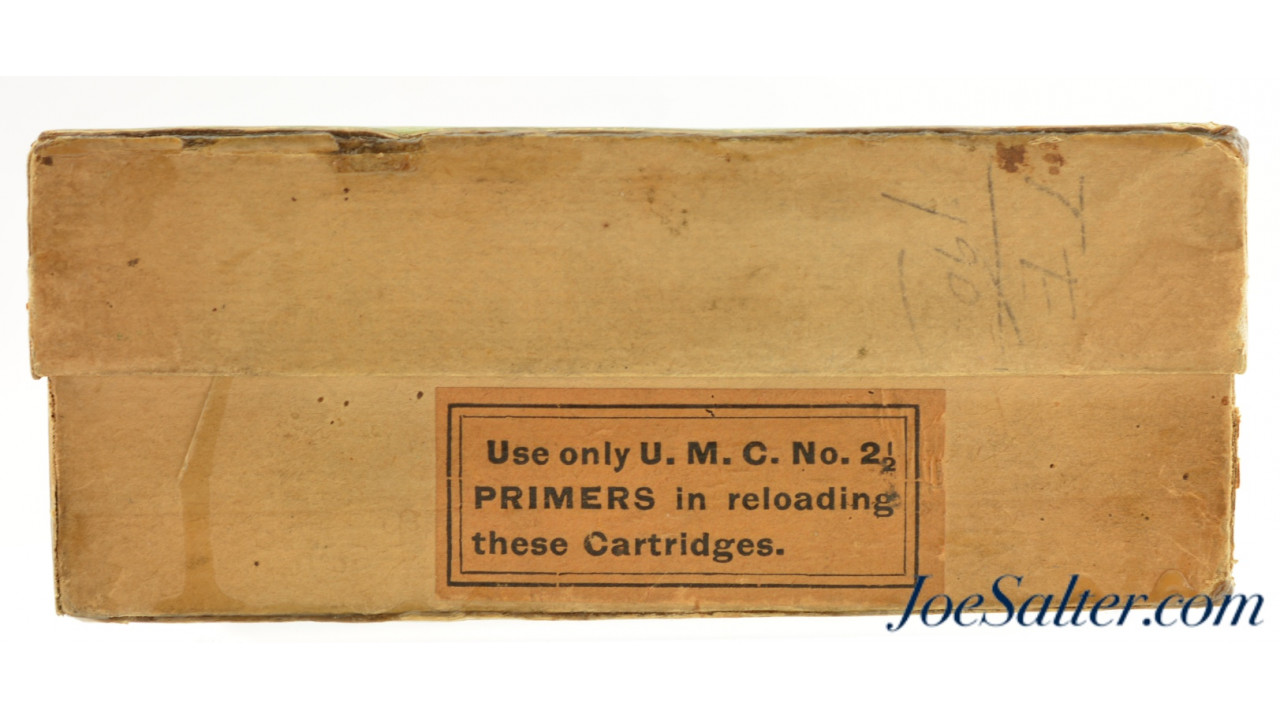 Use only U. M. C. No. 2½
PRIMERS in reloading
these Cartridges.
JoeSalter.com